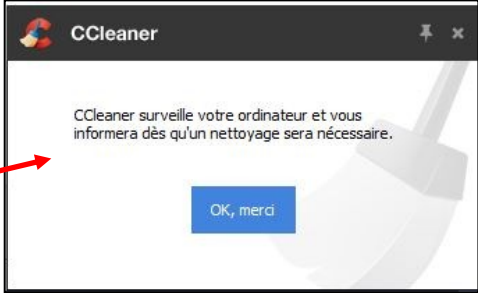 CCleaner
CCleaner surveille votre ordinateur et vous
informera dès qu'un nettoyage sera nécessaire.
OK, merci